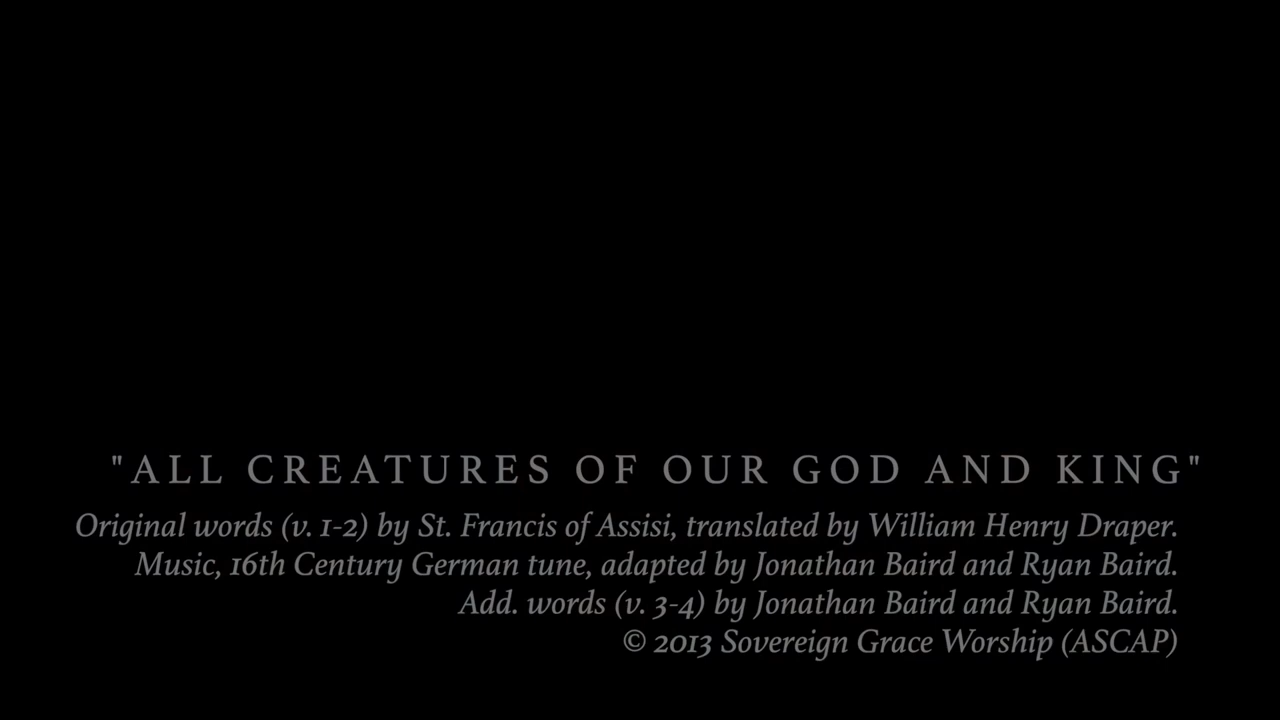 "ALL CREATURES OF OUR GOD AND KING"
Original words (v. 1-2) by St. Francis of Assisi, translated by William Henry Draper.
Music, 16th Century German tune, adapted by Jonathan Baird and Ryan Baird.
Add. words (v. 3-4) by Jonathan Baird and Ryan Baird.
© 2013 Sovereign Grace Worship (ASCAP)